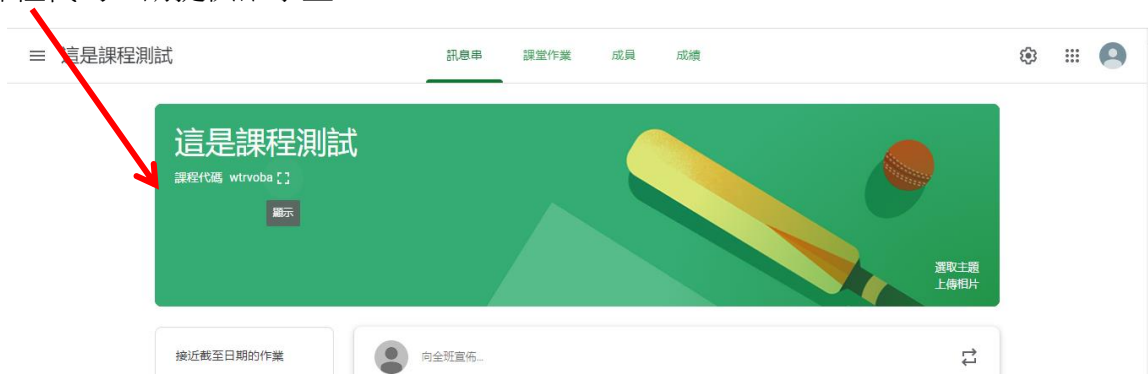 這是課程測試 訊息串 課堂作業 成員 成績
這是課程測試
課程代碼 wtrvoba
顯示
選取主題
上傳相片
接近截至日期的作業 向全班宣佈...